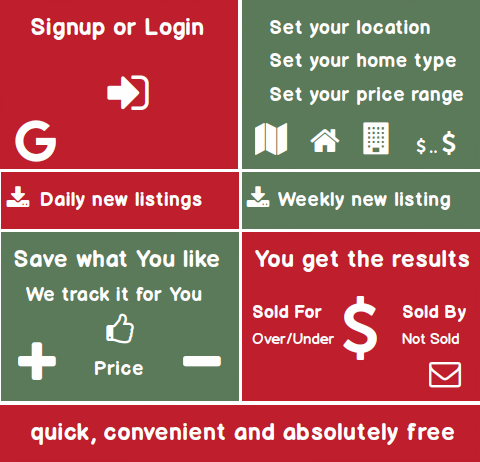 Signup or Login
G
Set your location
Set your home type
Set your price range
$..$
Daily new listings
Weekly new listing
Save what You like
We track it for You
Price
You get the results
Sold For
Over/Under
$
Sold By
Not Sold
quick, convenient and absolutely free